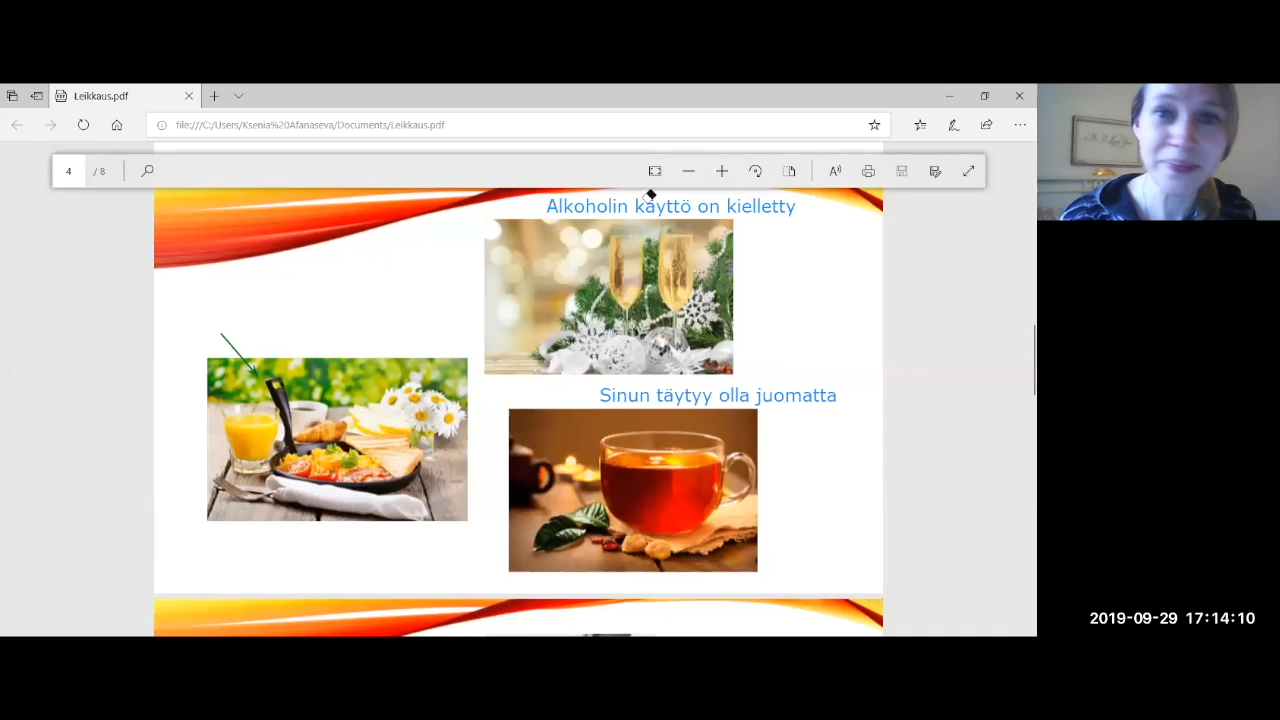 Leikkaus.pdf
file:///C:/Users/Ksenia%20Afanaseva/Documents/Leikkaus.pdf
4 / 8
Alkoholin käyttö on kielletty
Sinun täytyy olla juomatta
2019-09-29 17:14:10